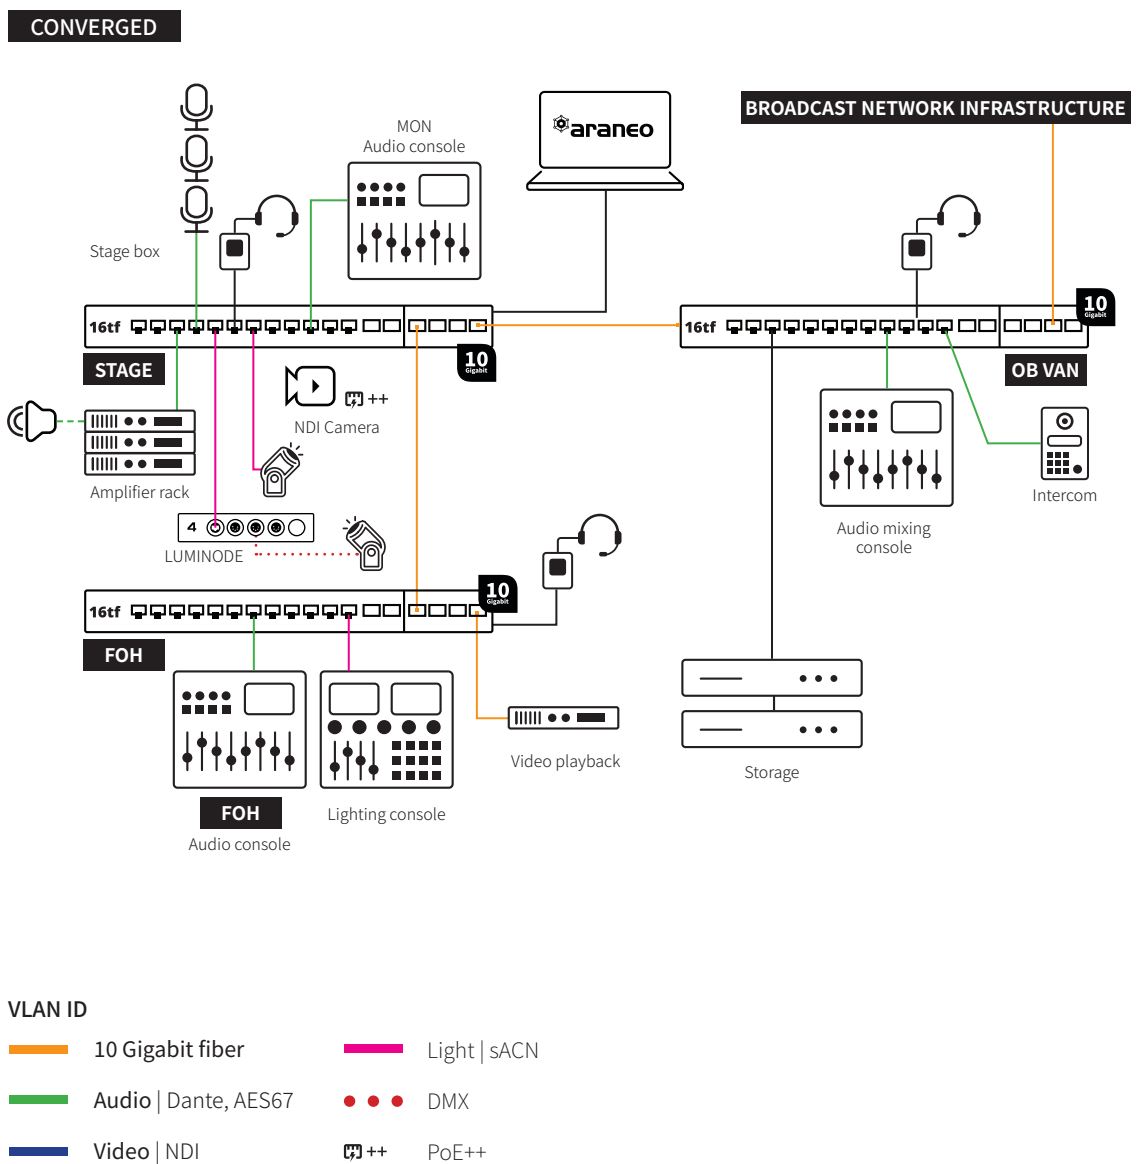 CONVERGED
MON
Audio console
araneo
BROADCAST NETWORK INFRASTRUCTURE
Stage box
16tf
10
Gigabit
STAGE
16tf
10
Gigabit
OB VAN
++
NDI Camera
Amplifier rack
Intercom
4
LUMINODE
Audio mixing
console
16tf
10
Gigabit
FOH
Video playback
Storage
FOH
Audio console
Lighting console
VLAN ID
10 Gigabit fiber
Light | sACN
Audio | Dante, AES67
DMX
Video | NDI
++
PoE++